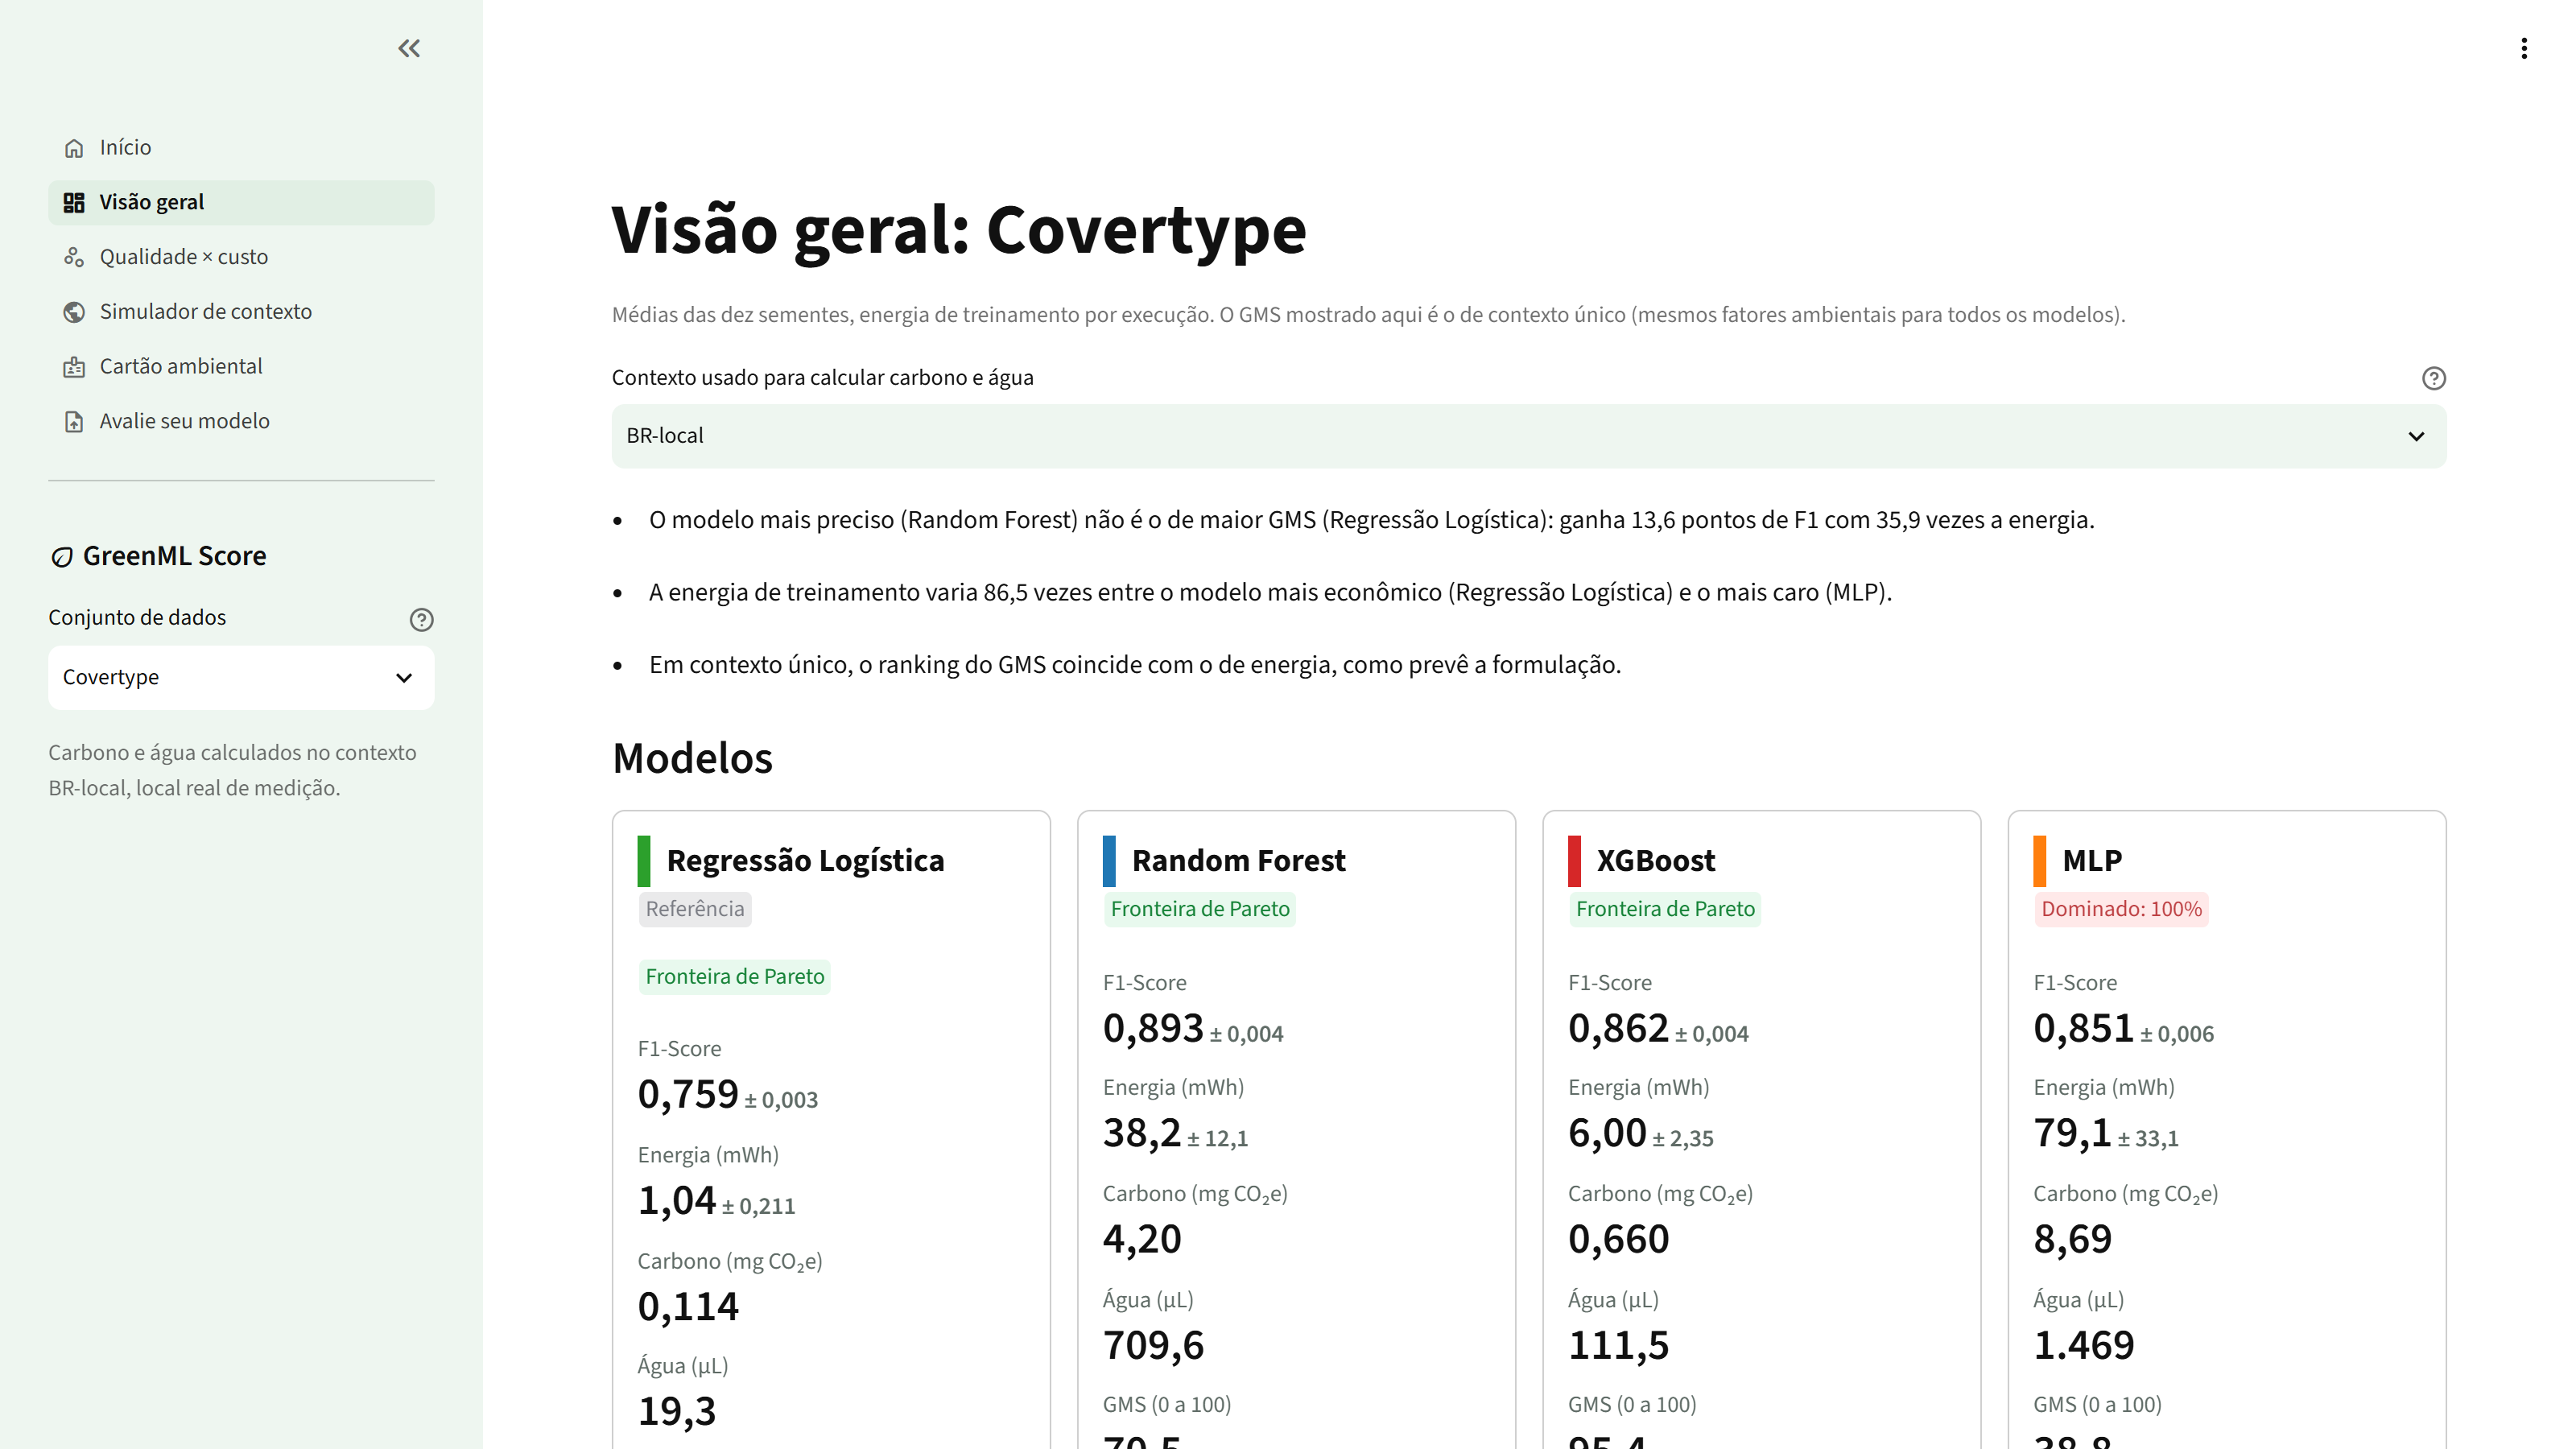 Início
Visão geral
Qualidade × custo
Simulador de contexto
Cartão ambiental
Avalie seu modelo
GreenML Score
Conjunto de dados
Covertype
Carbono e água calculados no contexto
BR-local, local real de medição.
Visão geral: Covertype
Médias das dez sementes, energia de treinamento por execução. O GMS mostrado aqui é o de contexto único (mesmos fatores ambientais para todos os modelos).
Contexto usado para calcular carbono e água
BR-local
• O modelo mais preciso (Random Forest) não é o de maior GMS (Regressão Logística): ganha 13,6 pontos de F1 com 35,9 vezes a energia.
• A energia de treinamento varia 86,5 vezes entre o modelo mais econômico (Regressão Logística) e o mais caro (MLP).
• Em contexto único, o ranking do GMS coincide com o de energia, como prevê a formulação.
Modelos
Regressão Logística
Referência
Fronteira de Pareto
F1-Score
0,759 ± 0,003
Energia (mWh)
1,04 ± 0,211
Carbono (mg CO₂e)
0,114
Água (µL)
19,3
Random Forest
Fronteira de Pareto
F1-Score
0,893 ± 0,004
Energia (mWh)
38,2 ± 12,1
Carbono (mg CO₂e)
4,20
Água (µL)
709,6
GMS (0 a 100)
XGBoost
Fronteira de Pareto
F1-Score
0,862 ± 0,004
Energia (mWh)
6,00 ± 2,35
Carbono (mg CO₂e)
0,660
Água (µL)
111,5
GMS (0 a 100)
MLP
Dominado: 100%
F1-Score
0,851 ± 0,006
Energia (mWh)
79,1 ± 33,1
Carbono (mg CO₂e)
8,69
Água (µL)
1.469
GMS (0 a 100)